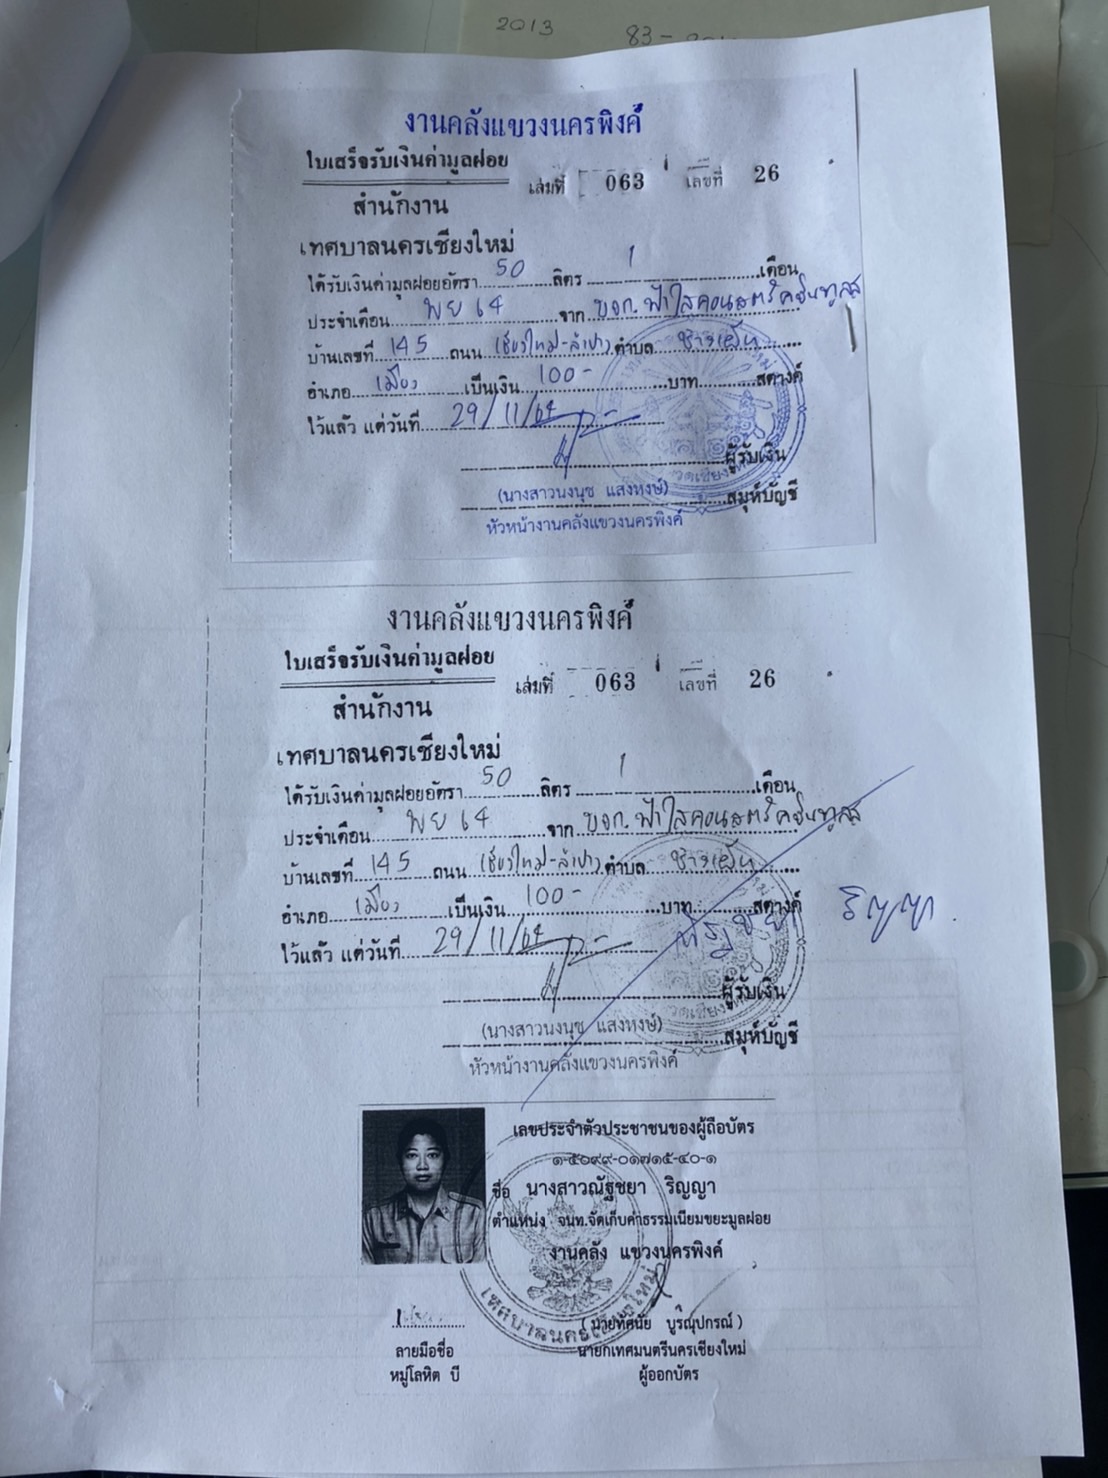 2013 83-
งานคลังแขวงนครพิงค์
ใบเสร็จรับเงินค่ามูลฝอย เล่มที่ 063 เลขที่ 26
สำนักงาน
เทศบาลนครเชียงใหม่
ได้รับเงินค่ามูลฝอยอัตรา 50 ลิตร 1 เดือน
ประจำเดือน พย 64 จาก บจก. ฟ้าใสคอนสตรัคชั่นทูลส
บ้านเลขที่ 145 ถนน เชียงใหม่-ลำปาง ตำบล ช้างเผือก
อำเภอ เมือง เป็นเงิน 100- บาท สตางค์
ไว้แล้ว แต่วันที่ 29/11/64
ผู้รับเงิน
(นางสาวนงนุช แสงหงษ์) สมุห์บัญชี
หัวหน้างานคลังแขวงนครพิงค์
งานคลังแขวงนครพิงค์
ใบเสร็จรับเงินค่ามูลฝอย เล่มที่ 063 เลขที่ 26
สำนักงาน
เทศบาลนครเชียงใหม่
ได้รับเงินค่ามูลฝอยอัตรา 50 ลิตร 1 เดือน
ประจำเดือน พย 64 จาก บจก. ฟ้าใสคอนสตรัคชั่นทูลส
บ้านเลขที่ 145 ถนน เชียงใหม่-ลำปาง ตำบล ช้างเผือก
อำเภอ เมือง เป็นเงิน 100- บาท สตางค์
ไว้แล้ว แต่วันที่ 29/11/64 ณัฐชยา ริญญา
ผู้รับเงิน
(นางสาวนงนุช แสงหงษ์) สมุห์บัญชี
หัวหน้างานคลังแขวงนครพิงค์
เลขประจำตัวประชาชนของผู้ถือบัตร
๑-๕๐๙๙-๐๑๗๑๕-๔๐-๑
ชื่อ นางสาวณัฐชยา ริญญา
ตำแหน่ง จนท.จัดเก็บค่าธรรมเนียมขยะมูลฝอย
งานคลัง แขวงนครพิงค์
เทศบาลนครเชียงใหม่
(นายทัศนัย บูรณุปกรณ์)
ลายมือชื่อ นายกเทศมนตรีนครเชียงใหม่
หมู่โลหิต บี ผู้ออกบัตร